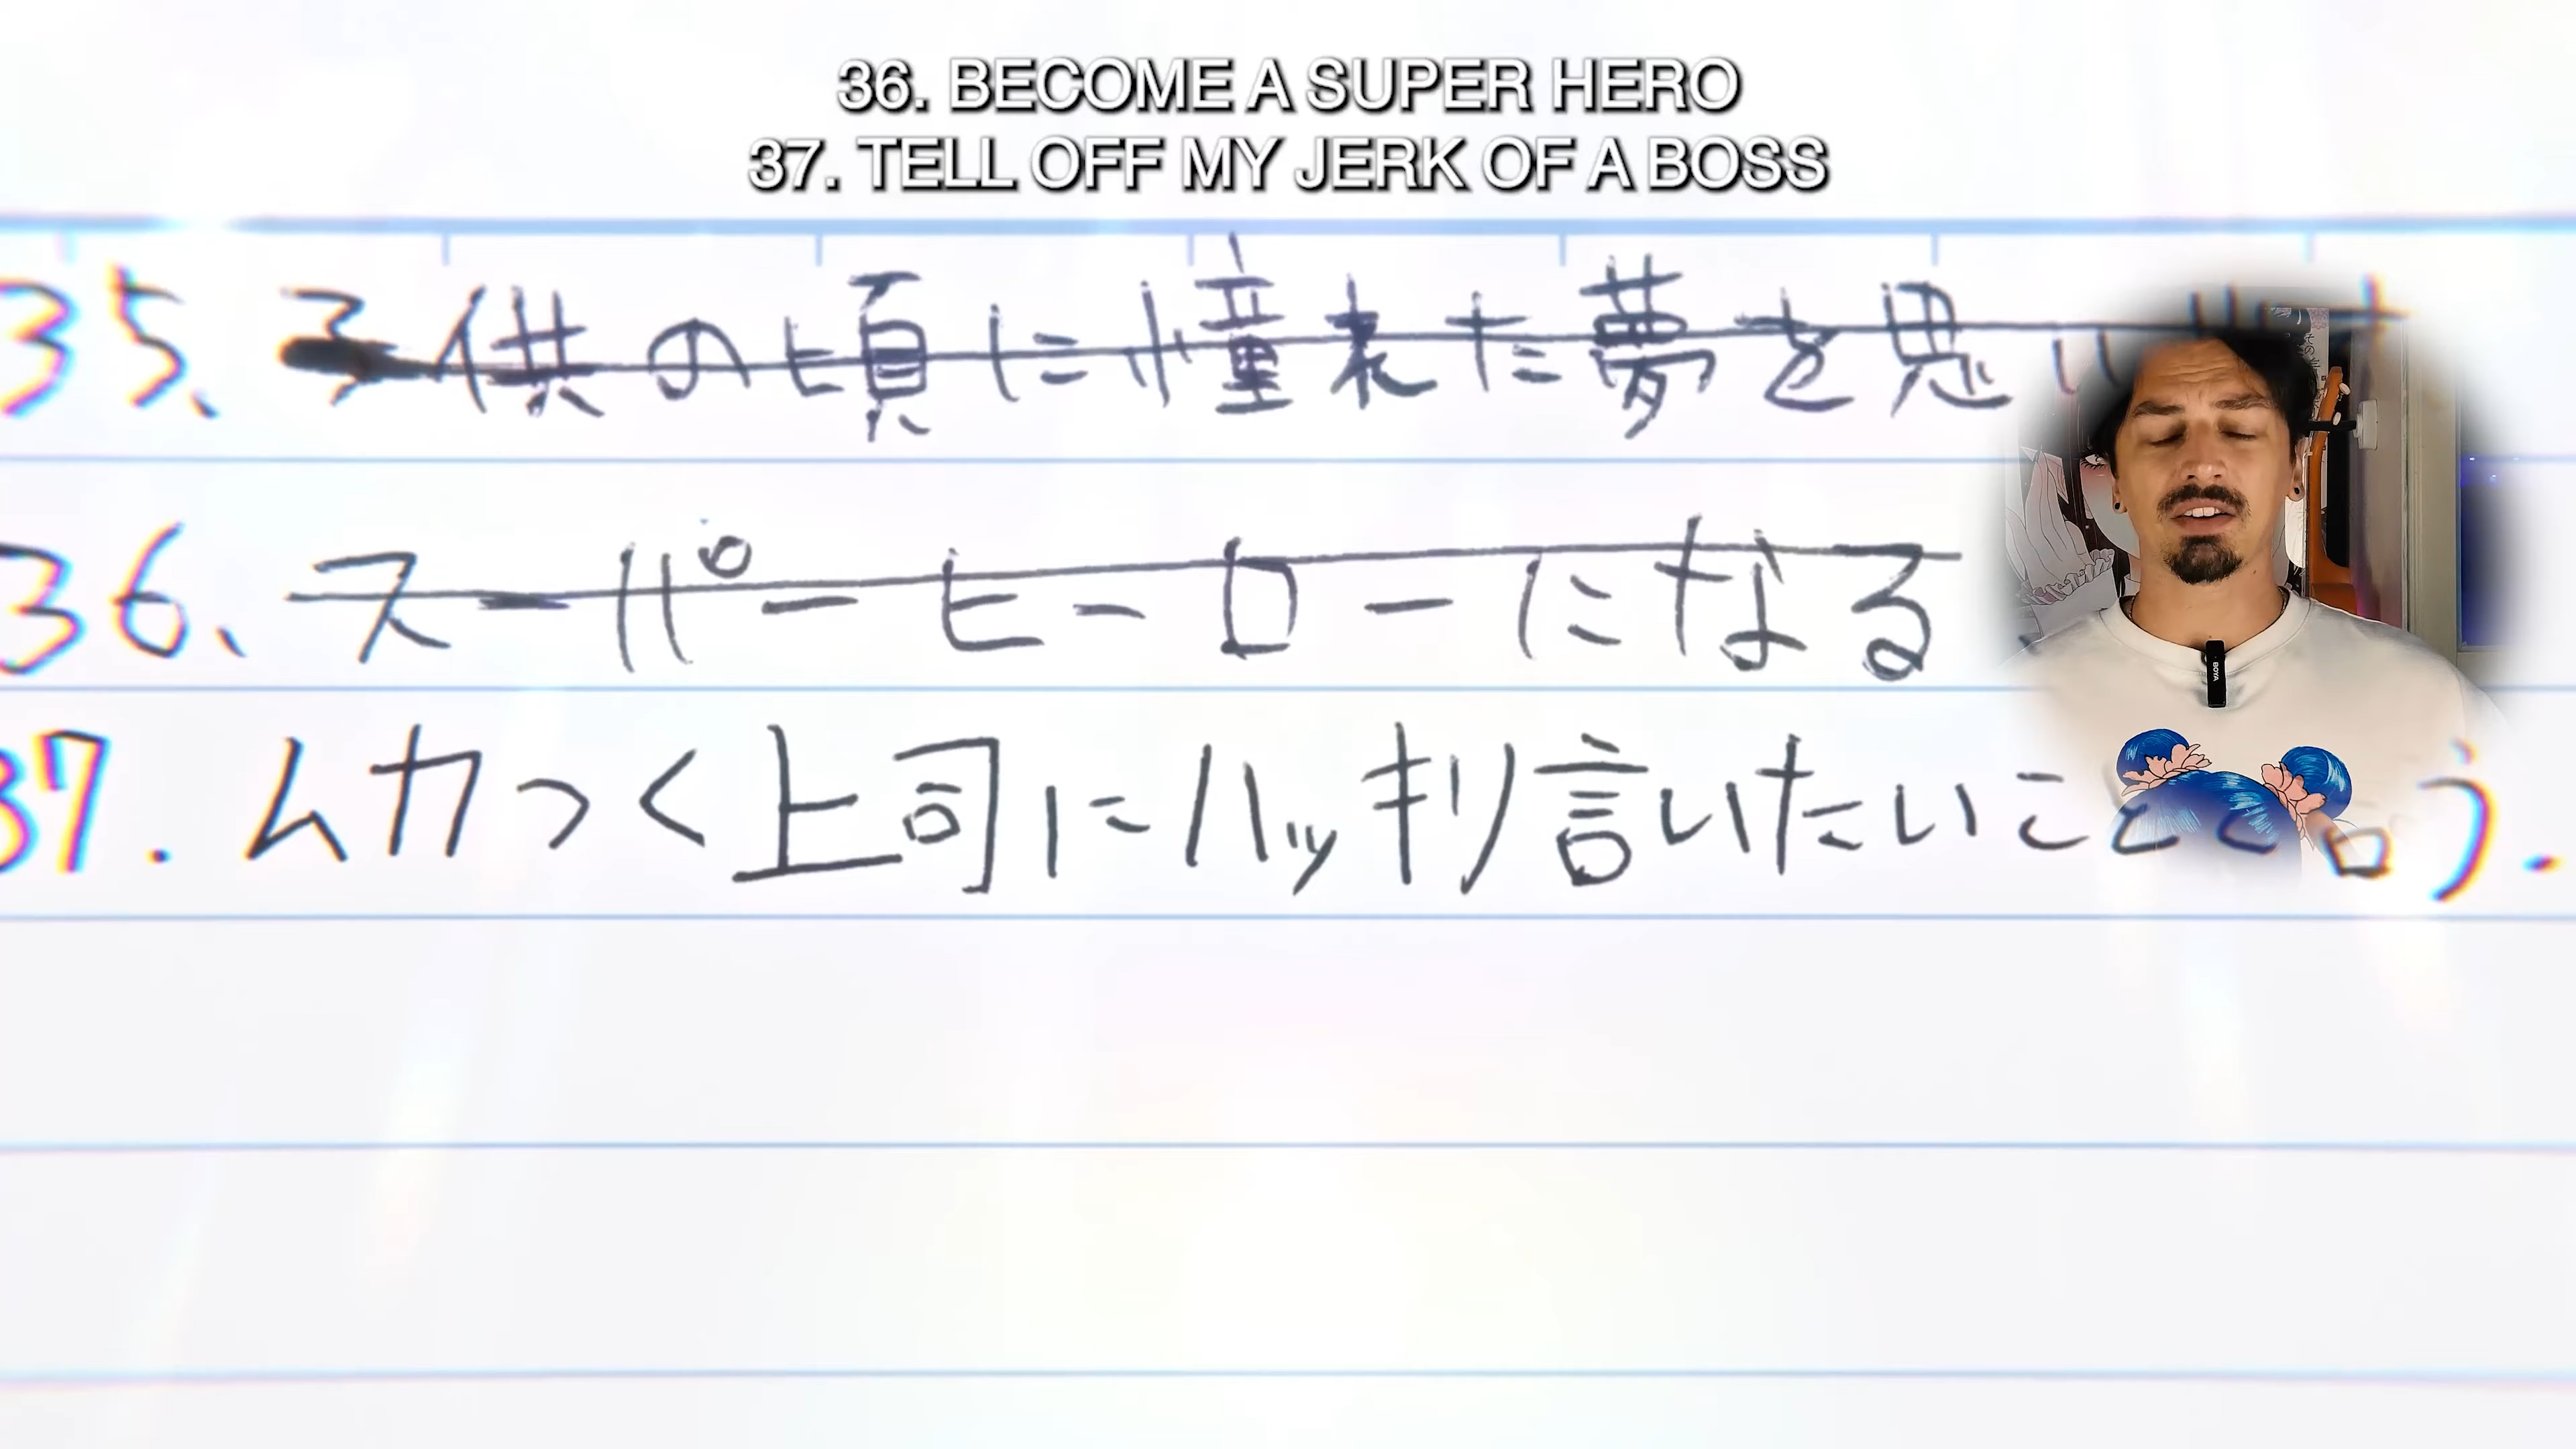 36. BECOME A SUPER HERO
37. TELL OFF MY JERK OF A BOSS
35、子供の頃に憧れた夢を思い
36、スーパーヒーローになる
37.ムカつく上司にハッキリ言いたいことを言う.
BOYA